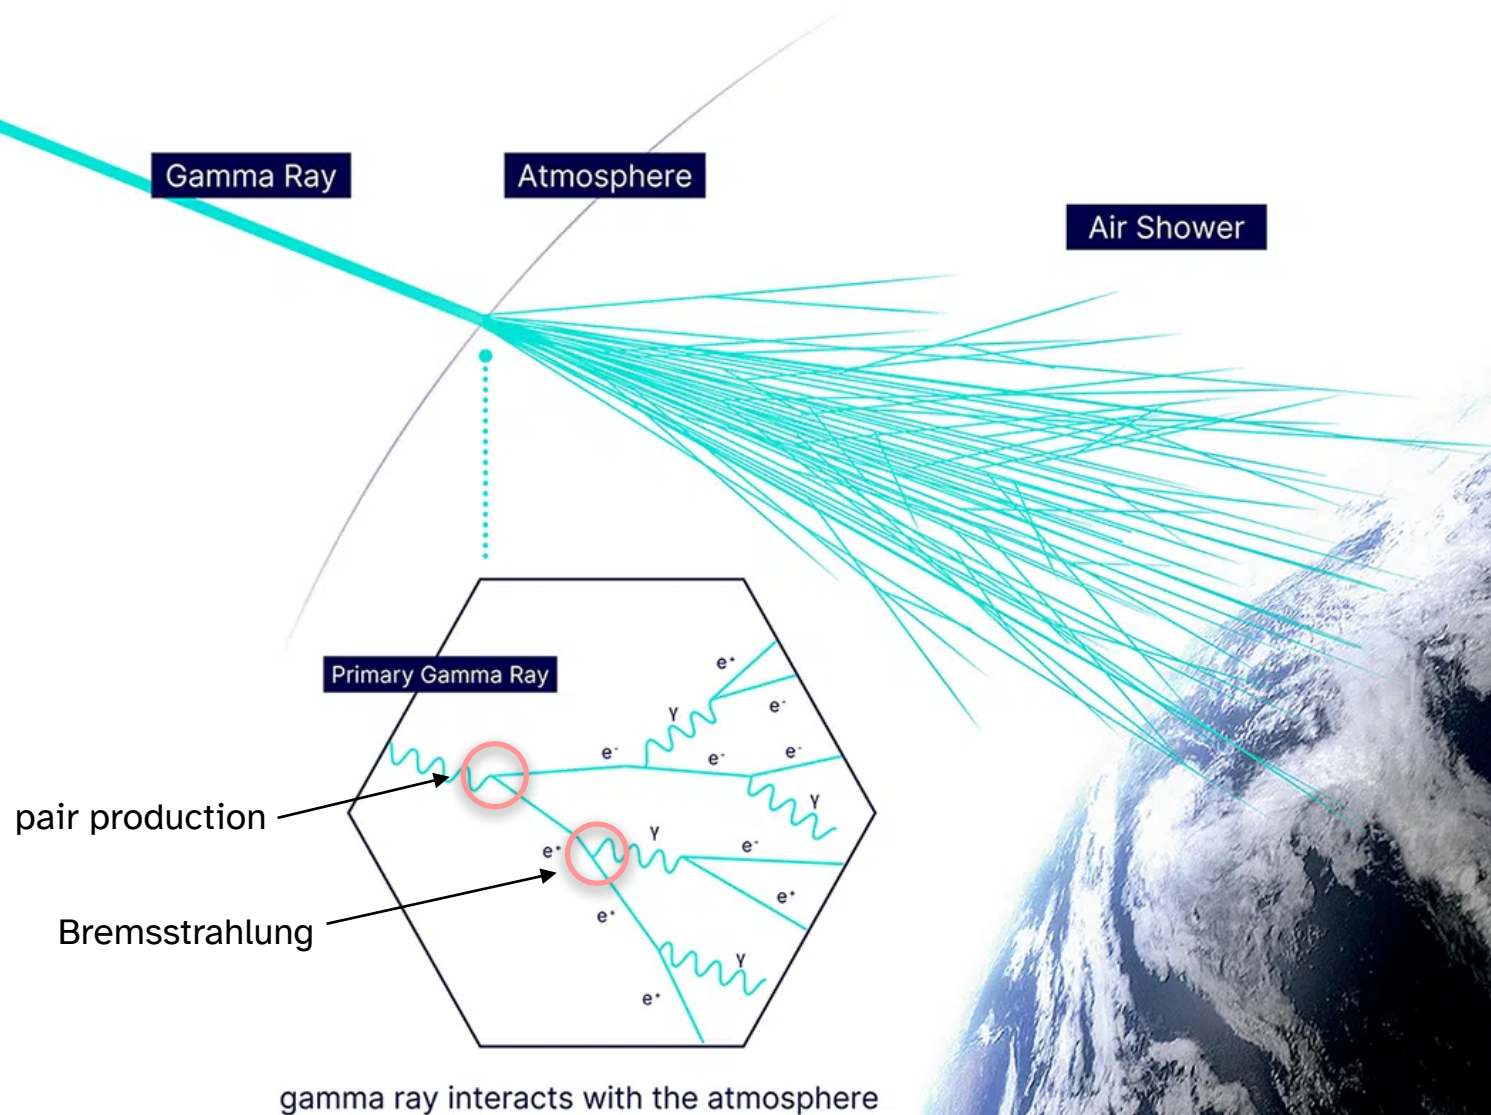 Gamma Ray
Atmosphere
Air Shower
Primary Gamma Ray
e⁺
γ
e⁻
e⁻
e⁻
e⁻
γ
pair production
γ
e⁻
e⁺
e⁺
e⁺
Bremsstrahlung
γ
e⁺
gamma ray interacts with the atmosphere